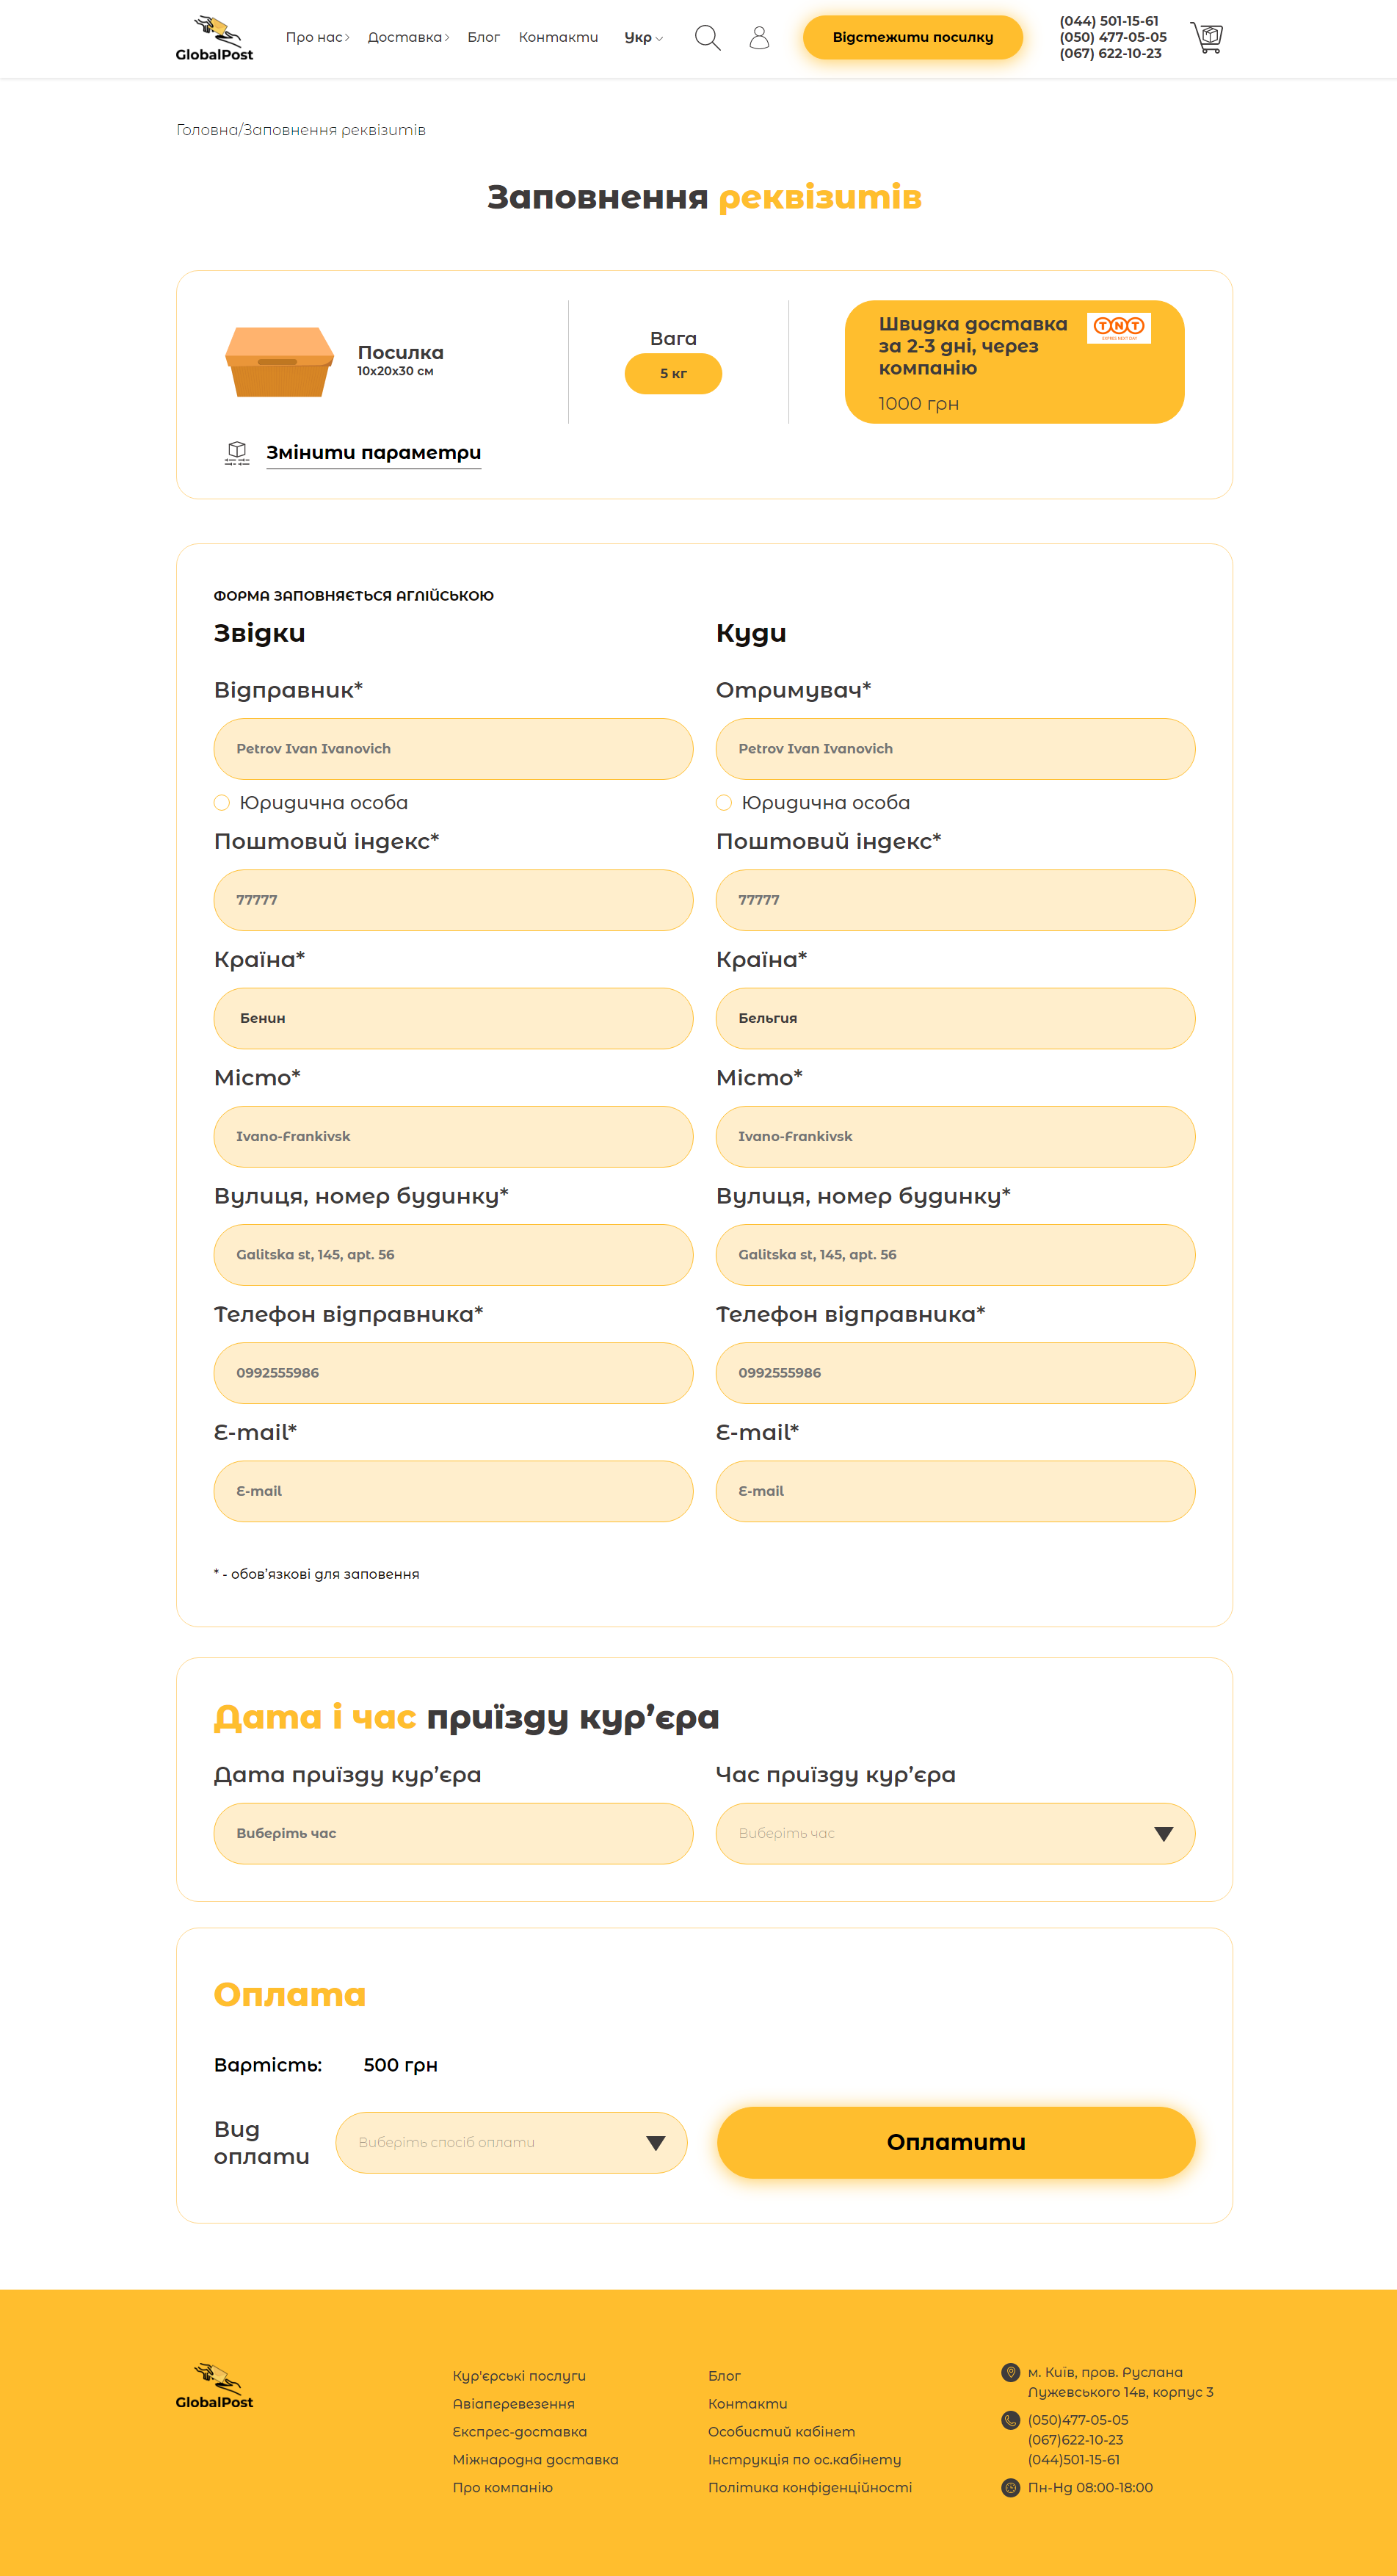 GlobalPost
Про нас
Доставка
Блог
Контакти
Укр
Відстежити посилку
(044) 501-15-61
(050) 477-05-05
(067) 622-10-23
Головна/Заповнення реквізитів
Заповнення реквізитів
Посилка
10x20x30 см
Вага
5 кг
Швидка доставка
за 2-3 дні, через
компанію
TNT
1000 грн
Змінити параметри
ФОРМА ЗАПОВНЯЄТЬСЯ АГЛІЙСЬКОЮ
Звідки
Куди
Відправник*
Отримувач*
Petrov Ivan Ivanovich
Petrov Ivan Ivanovich
Юридична особа
Юридична особа
Поштовий індекс*
Поштовий індекс*
77777
77777
Країна*
Країна*
Бенин
Бельгия
Місто*
Місто*
Ivano-Frankivsk
Ivano-Frankivsk
Вулиця, номер будинку*
Вулиця, номер будинку*
Galitska st, 145, apt. 56
Galitska st, 145, apt. 56
Телефон відправника*
Телефон відправника*
0992555986
0992555986
E-mail*
E-mail*
E-mail
E-mail
* - обов’язкові для заповення
Дата і час приїзду кур’єра
Дата приїзду кур’єра
Час приїзду кур’єра
Виберіть час
Виберіть час
Оплата
Вартість: 500 грн
Вид
оплати
Виберіть спосіб оплати
Оплатити
GlobalPost
Кур'єрські послуги
Авіаперевезення
Експрес-доставка
Міжнародна доставка
Про компанію
Блог
Контакти
Особистий кабінет
Інструкція по ос.кабінету
Політика конфіденційності
м. Київ, пров. Руслана
Лужевського 14в, корпус 3
(050)477-05-05
(067)622-10-23
(044)501-15-61
Пн-Нд 08:00-18:00